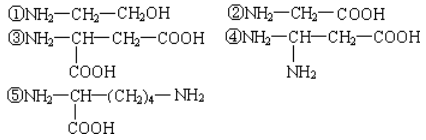 ①NH₂—CH₂—CH₂OH ②NH₂—CH₂—COOH
③NH₂—CH—CH₂—COOH ④NH₂—CH—CH₂—COOH
COOH NH₂
⑤NH₂—CH—(CH₂)₄—NH₂
COOH